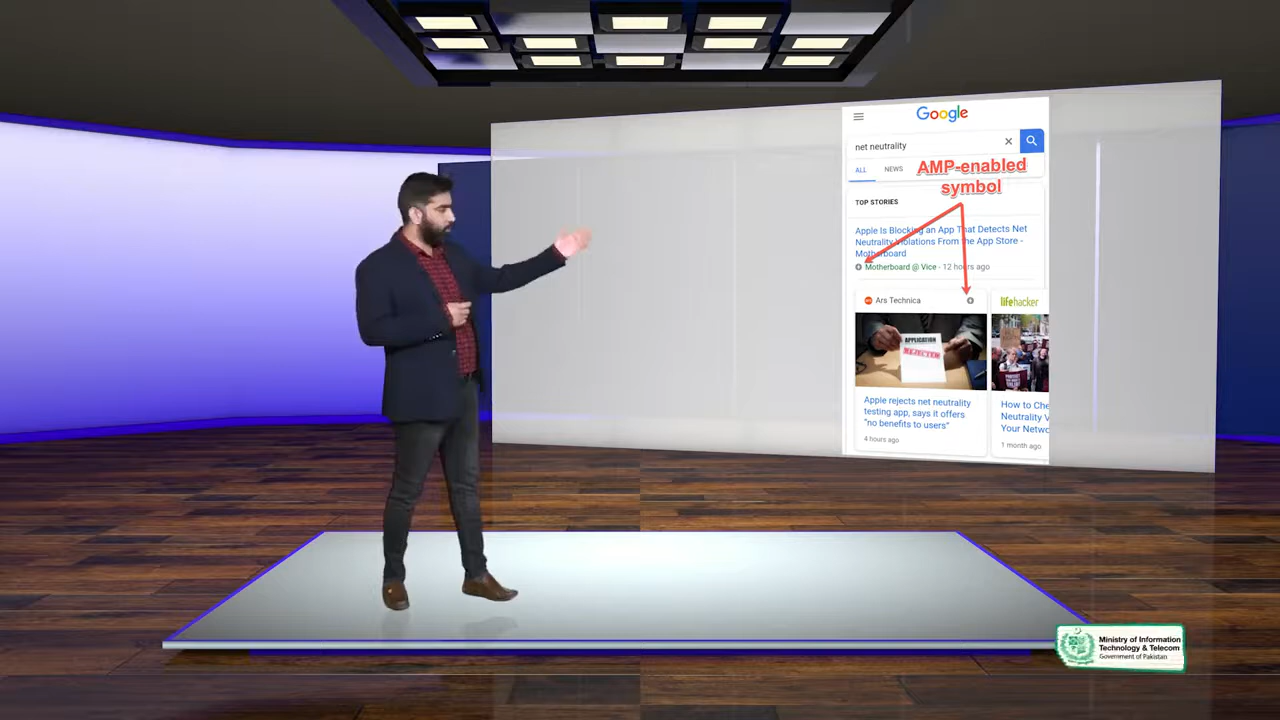 Google
net neutrality
ALL
NEWS
AMP-enabled
symbol
TOP STORIES
Apple Is Blocking an App That Detects Net
Neutrality Violations From the App Store -
Motherboard
Motherboard @ Vice - 12 hours ago
Ars Technica
lifehacker
APPLICATION
REJECTED
Apple rejects net neutrality
testing app, says it offers
"no benefits to users"
4 hours ago
How to Che
Neutrality V
Your Netwo
1 month ago
Ministry of Information
Technology & Telecom
Government of Pakistan